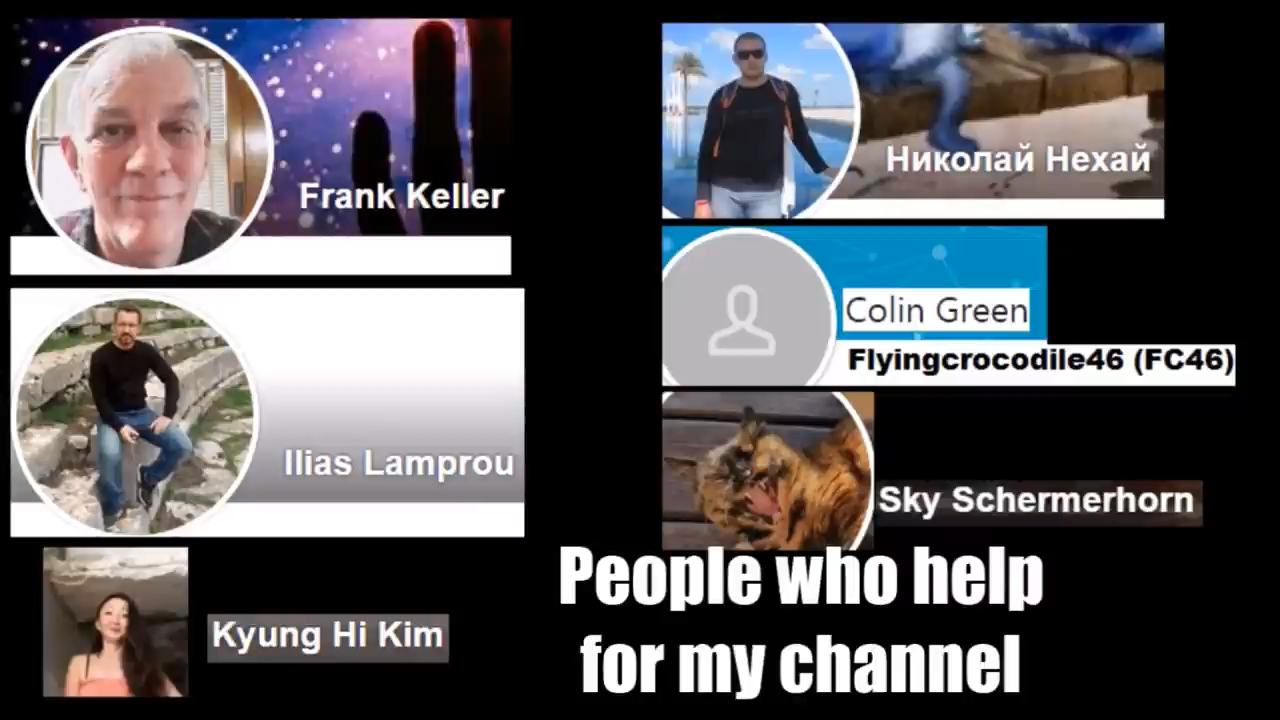 Frank Keller
Ilias Lamprou
Kyung Hi Kim
Николай Нехай
Colin Green
Flyingcrocodile46 (FC46)
Sky Schermerhorn
People who help
for my channel